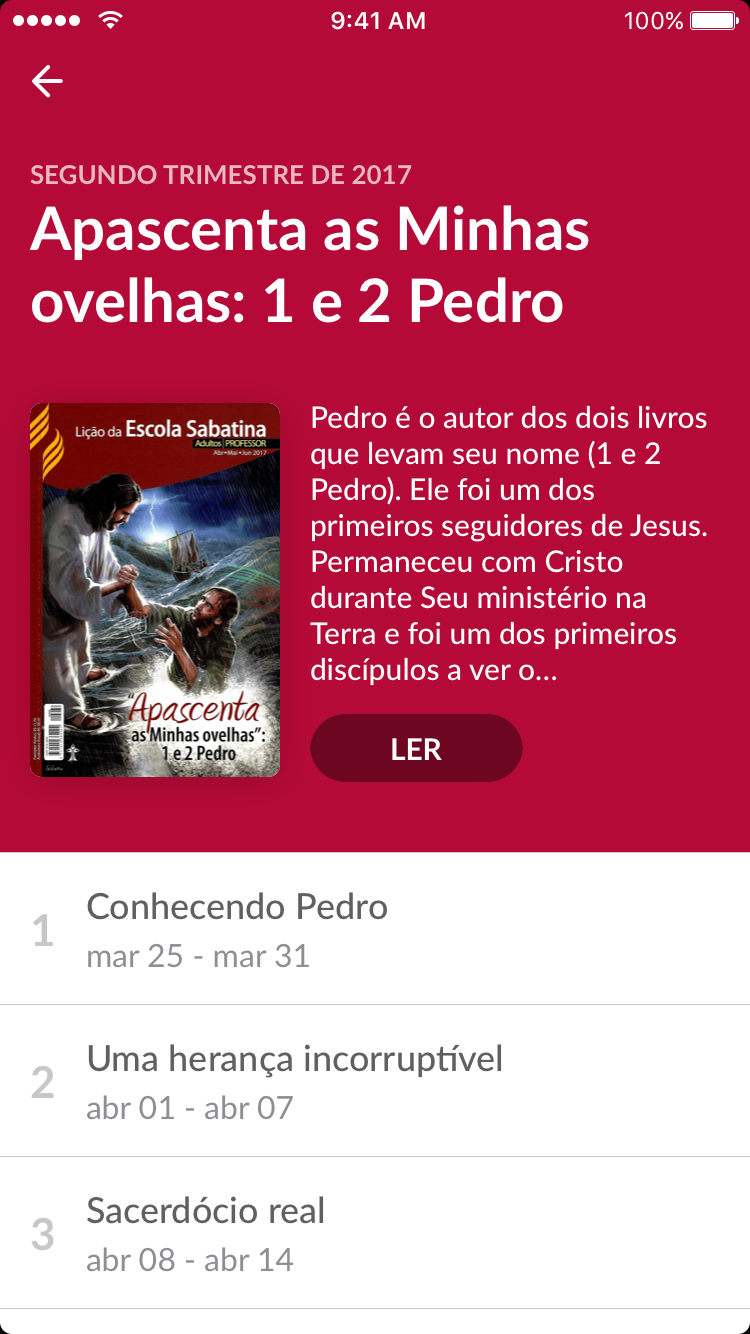 9:41 AM
100%
SEGUNDO TRIMESTRE DE 2017
Apascenta as Minhas
ovelhas: 1 e 2 Pedro
Lição da Escola Sabatina
Adultos | PROFESSOR
Abr•Mai•Jun 2017
"Apascenta
as Minhas ovelhas":
1 e 2 Pedro
Pedro é o autor dos dois livros
que levam seu nome (1 e 2
Pedro). Ele foi um dos
primeiros seguidores de Jesus.
Permaneceu com Cristo
durante Seu ministério na
Terra e foi um dos primeiros
discípulos a ver o...
LER
1
Conhecendo Pedro
mar 25 - mar 31
2
Uma herança incorruptível
abr 01 - abr 07
3
Sacerdócio real
abr 08 - abr 14